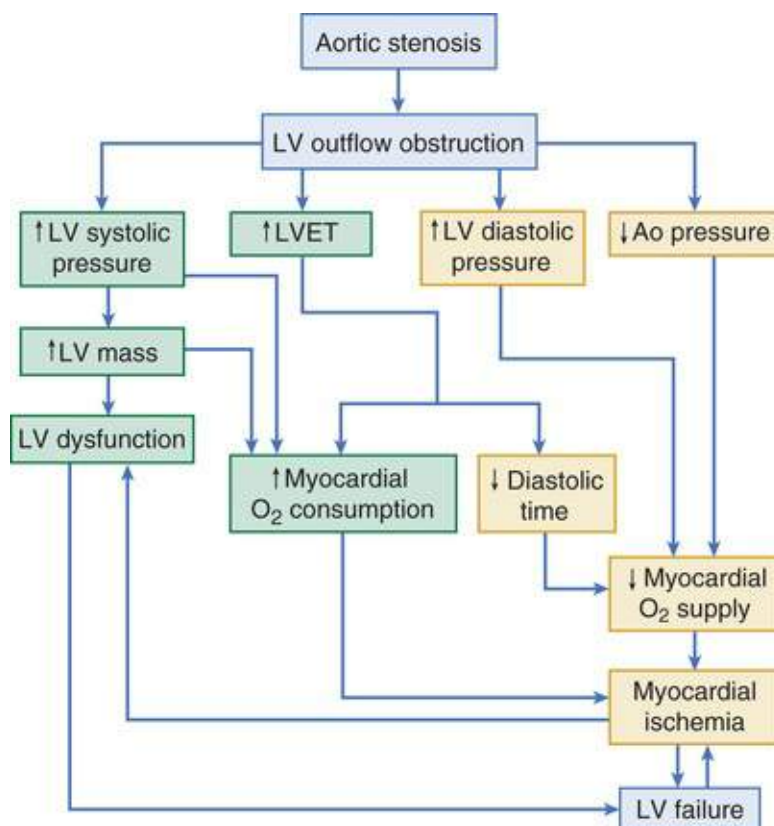 Aortic stenosis
LV outflow obstruction
↑LV systolic
pressure
↑LVET
↑LV diastolic
pressure
↓Ao pressure
↑LV mass
LV dysfunction
↑Myocardial
O₂ consumption
↓ Diastolic
time
↓ Myocardial
O₂ supply
Myocardial
ischemia
LV failure